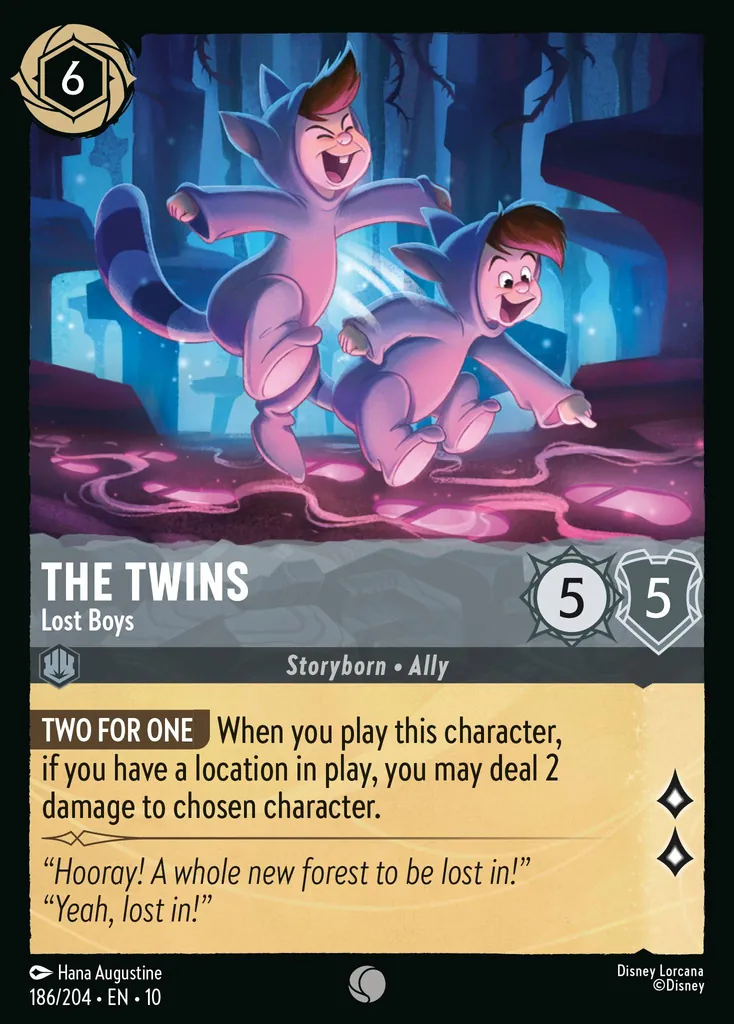 6
THE TWINS
Lost Boys
5
5
Storyborn • Ally
TWO FOR ONE When you play this character,
if you have a location in play, you may deal 2
damage to chosen character.
“Hooray! A whole new forest to be lost in!”
“Yeah, lost in!”
Hana Augustine
186/204 • EN • 10
Disney Lorcana
©Disney